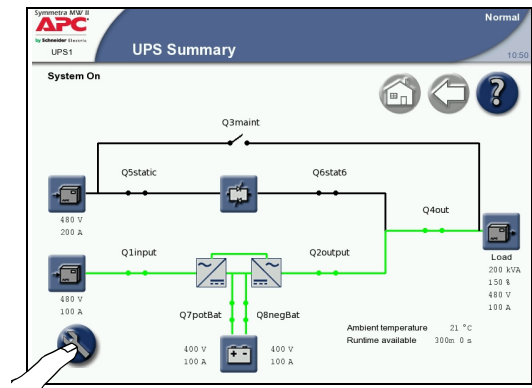 Symmetra MW II
APC
by Schneider Electric
UPS1
UPS Summary
Normal
10:50
System On
?
Q3maint
Q5static
Q6stat6
Q4out
480 V
200 A
Q1input
Q2output
Load
200 kVA
150 %
480 V
100 A
480 V
100 A
Q7potBat
Q8negBat
400 V
100 A
400 V
100 A
Ambient temperature 21 °C
Runtime available 300m 0 s